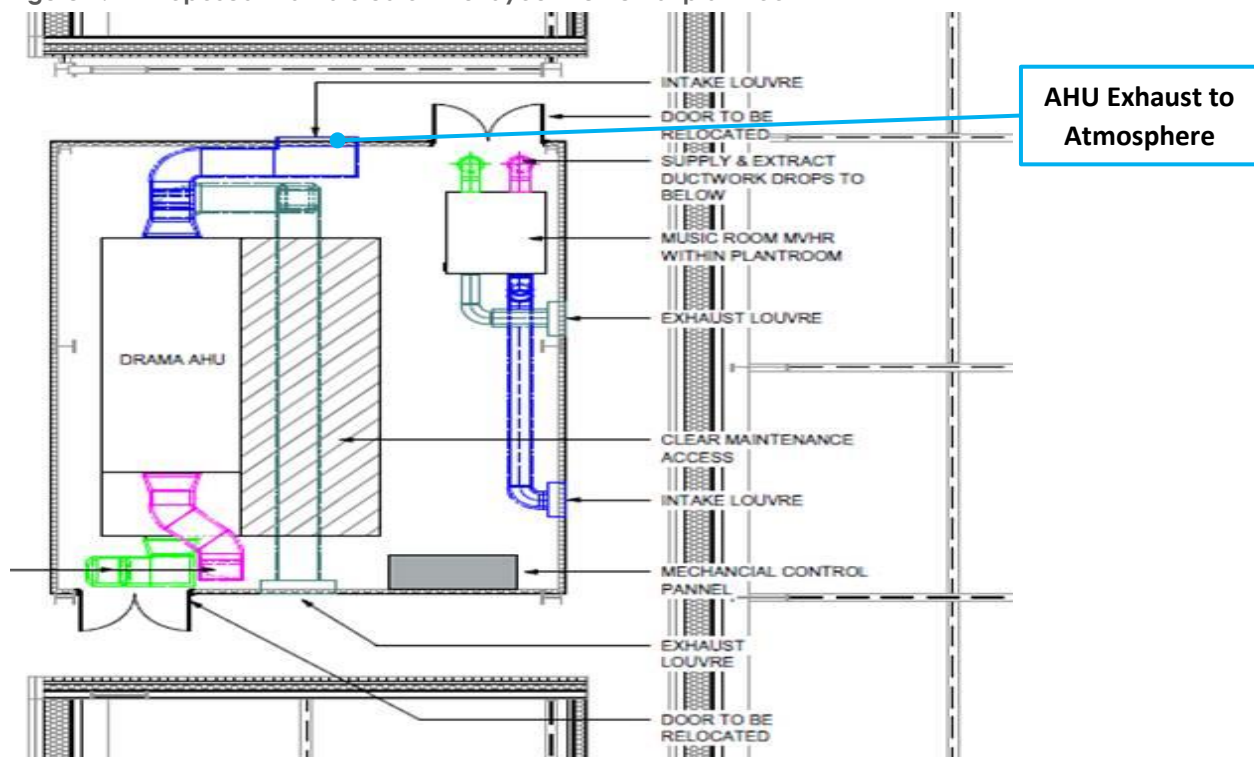 INTAKE LOUVRE
DOOR TO BE
RELOCATED
SUPPLY & EXTRACT
DUCTWORK DROPS TO
BELOW
MUSIC ROOM MVHR
WITHIN PLANTROOM
EXHAUST LOUVRE
DRAMA AHU
CLEAR MAINTENANCE
ACCESS
INTAKE LOUVRE
MECHANCIAL CONTROL
PANNEL
EXHAUST
LOUVRE
DOOR TO BE
RELOCATED
AHU Exhaust to
Atmosphere